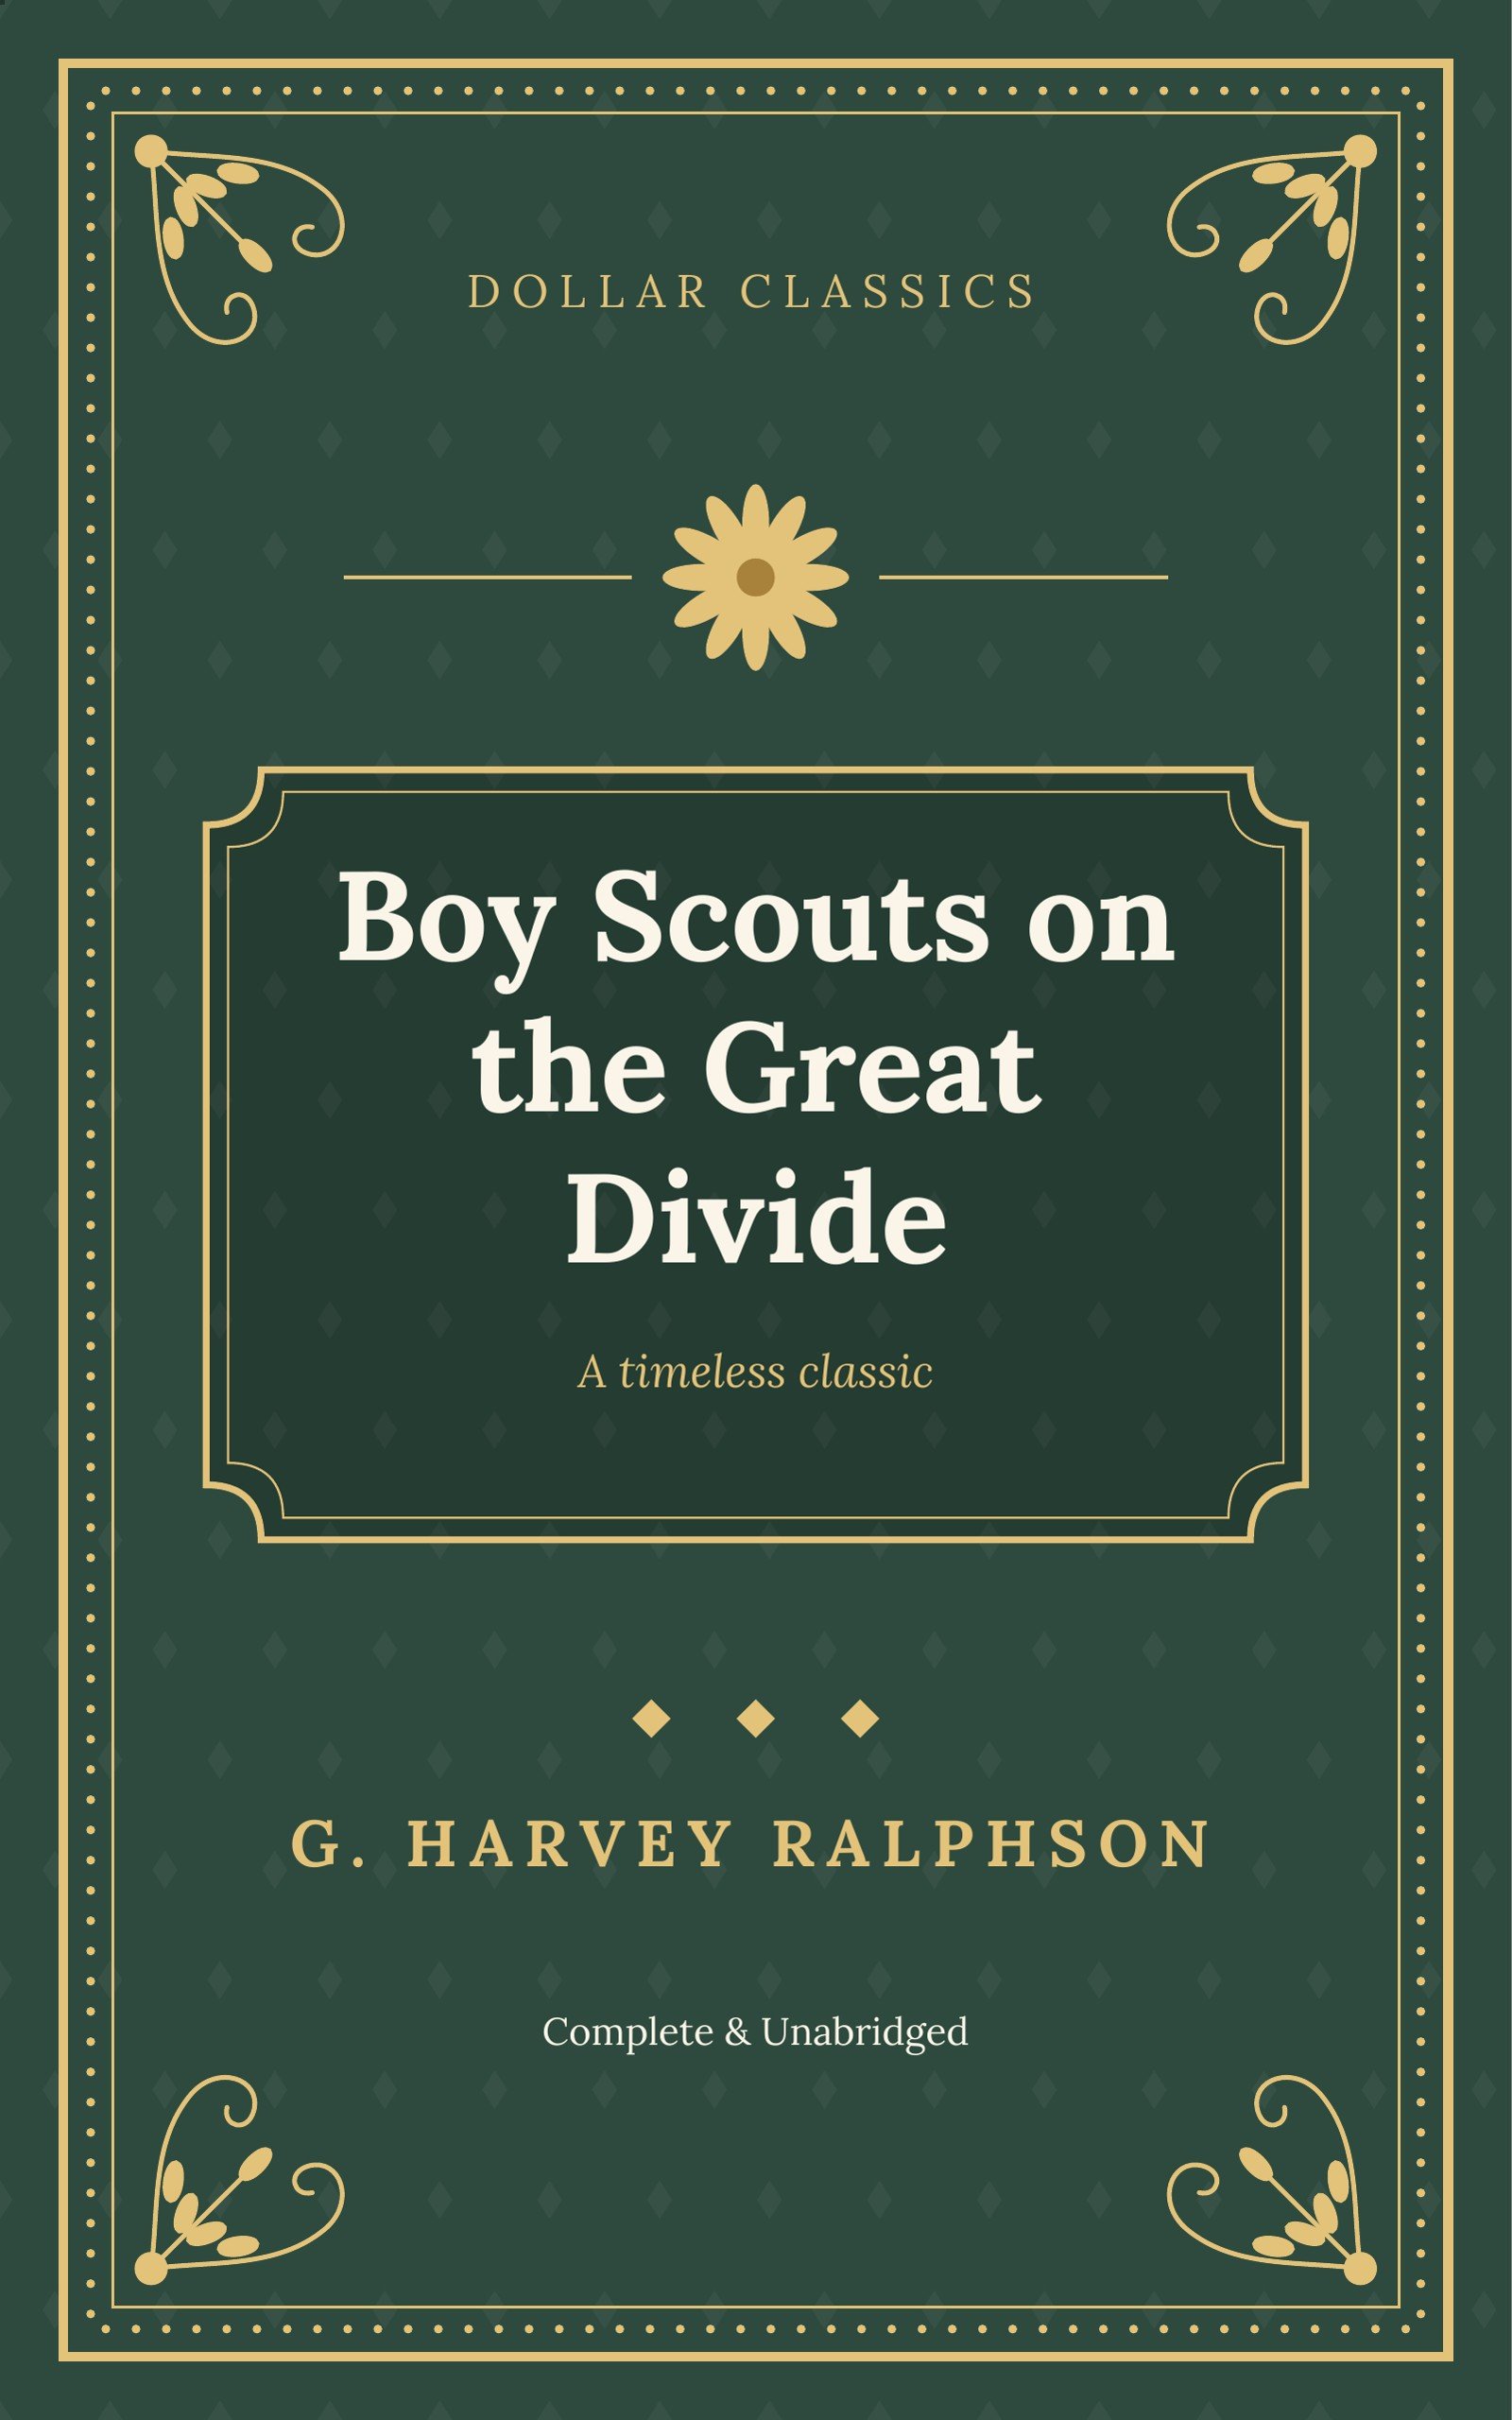 DOLLAR CLASSICS
Boy Scouts on
the Great
Divide
A timeless classic
G. HARVEY RALPHSON
Complete & Unabridged